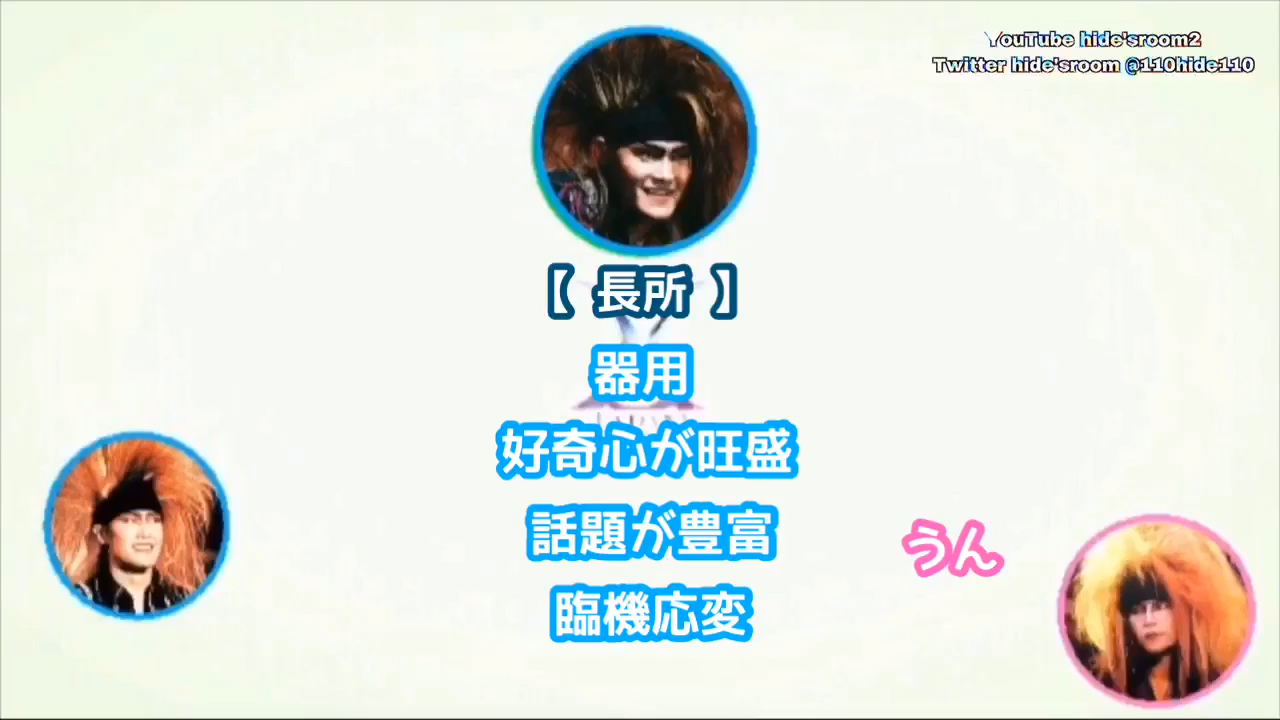 YouTube hide'sroom2
Twitter hide'sroom @110hide110
【 長所 】
器用
好奇心が旺盛
話題が豊富
臨機応変
うん